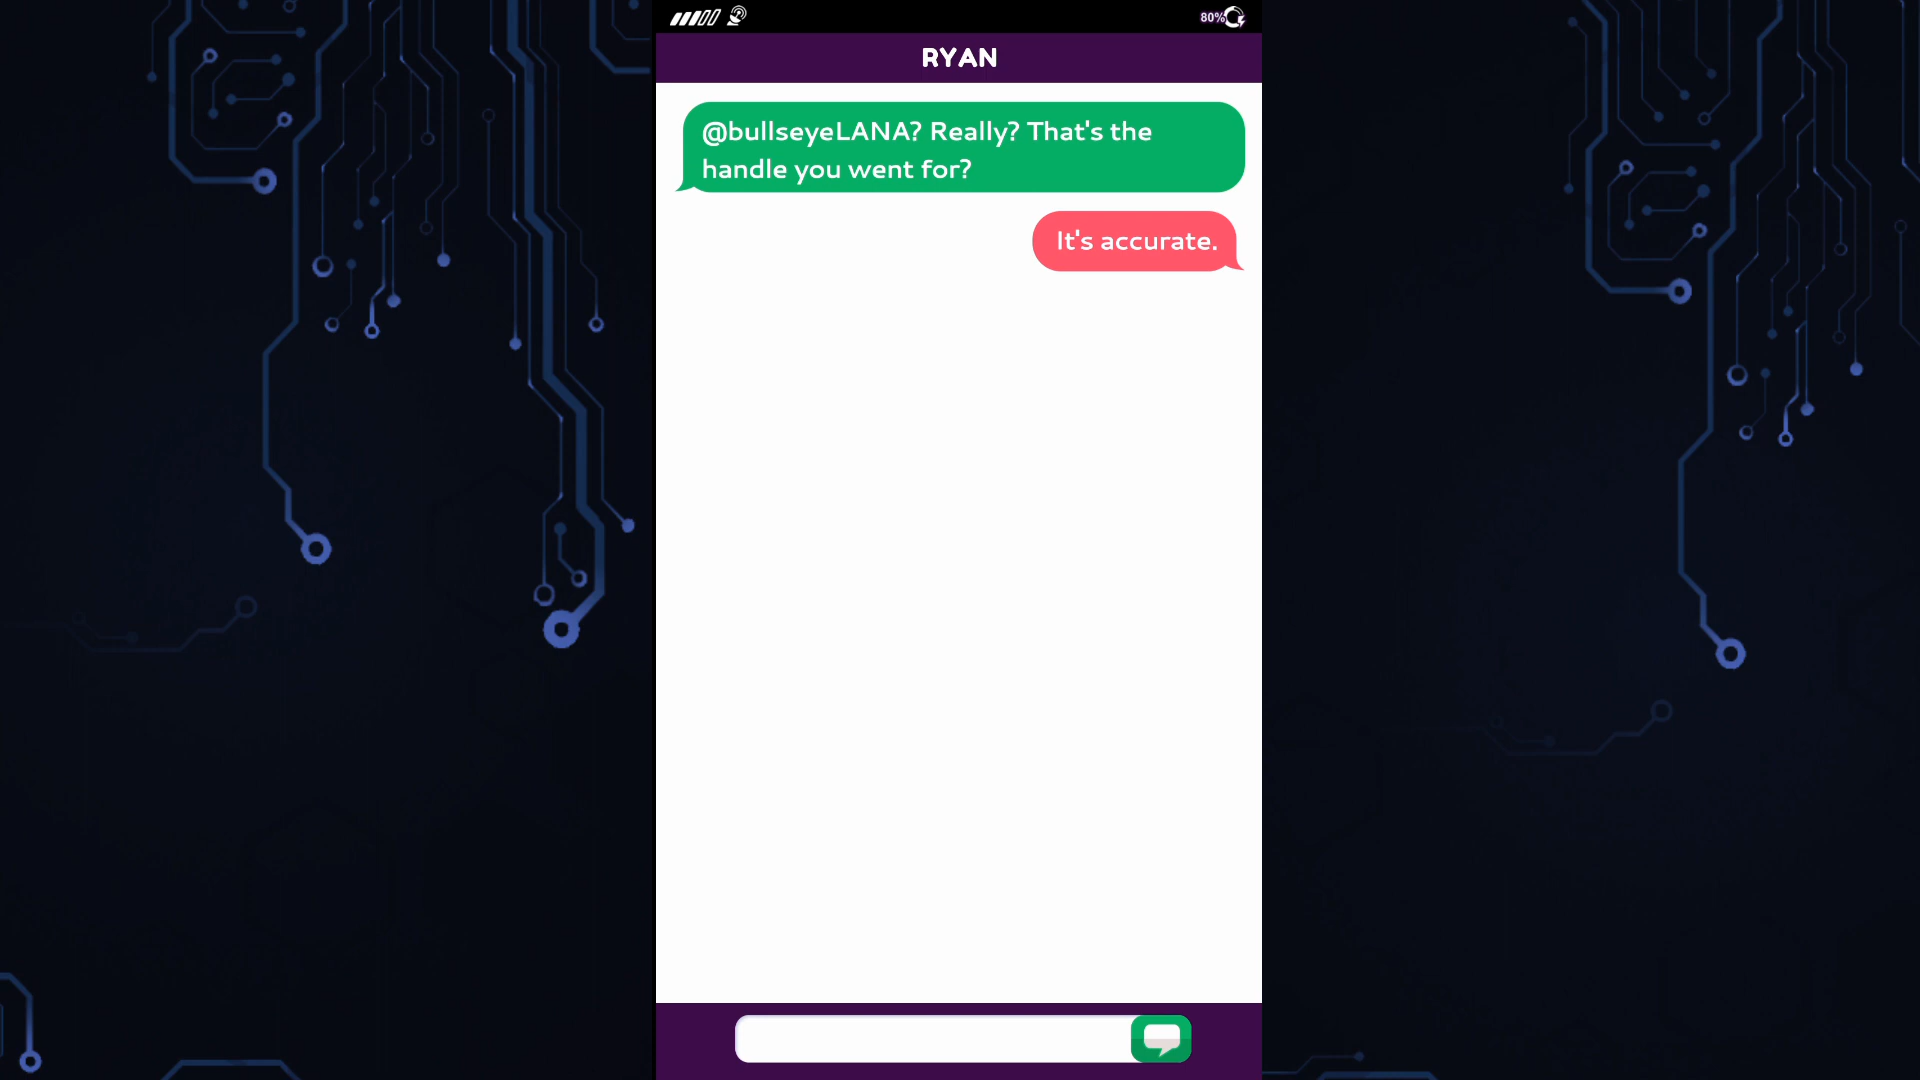 80%
RYAN
@bullseyeLANA? Really? That's the
handle you went for?
It's accurate.